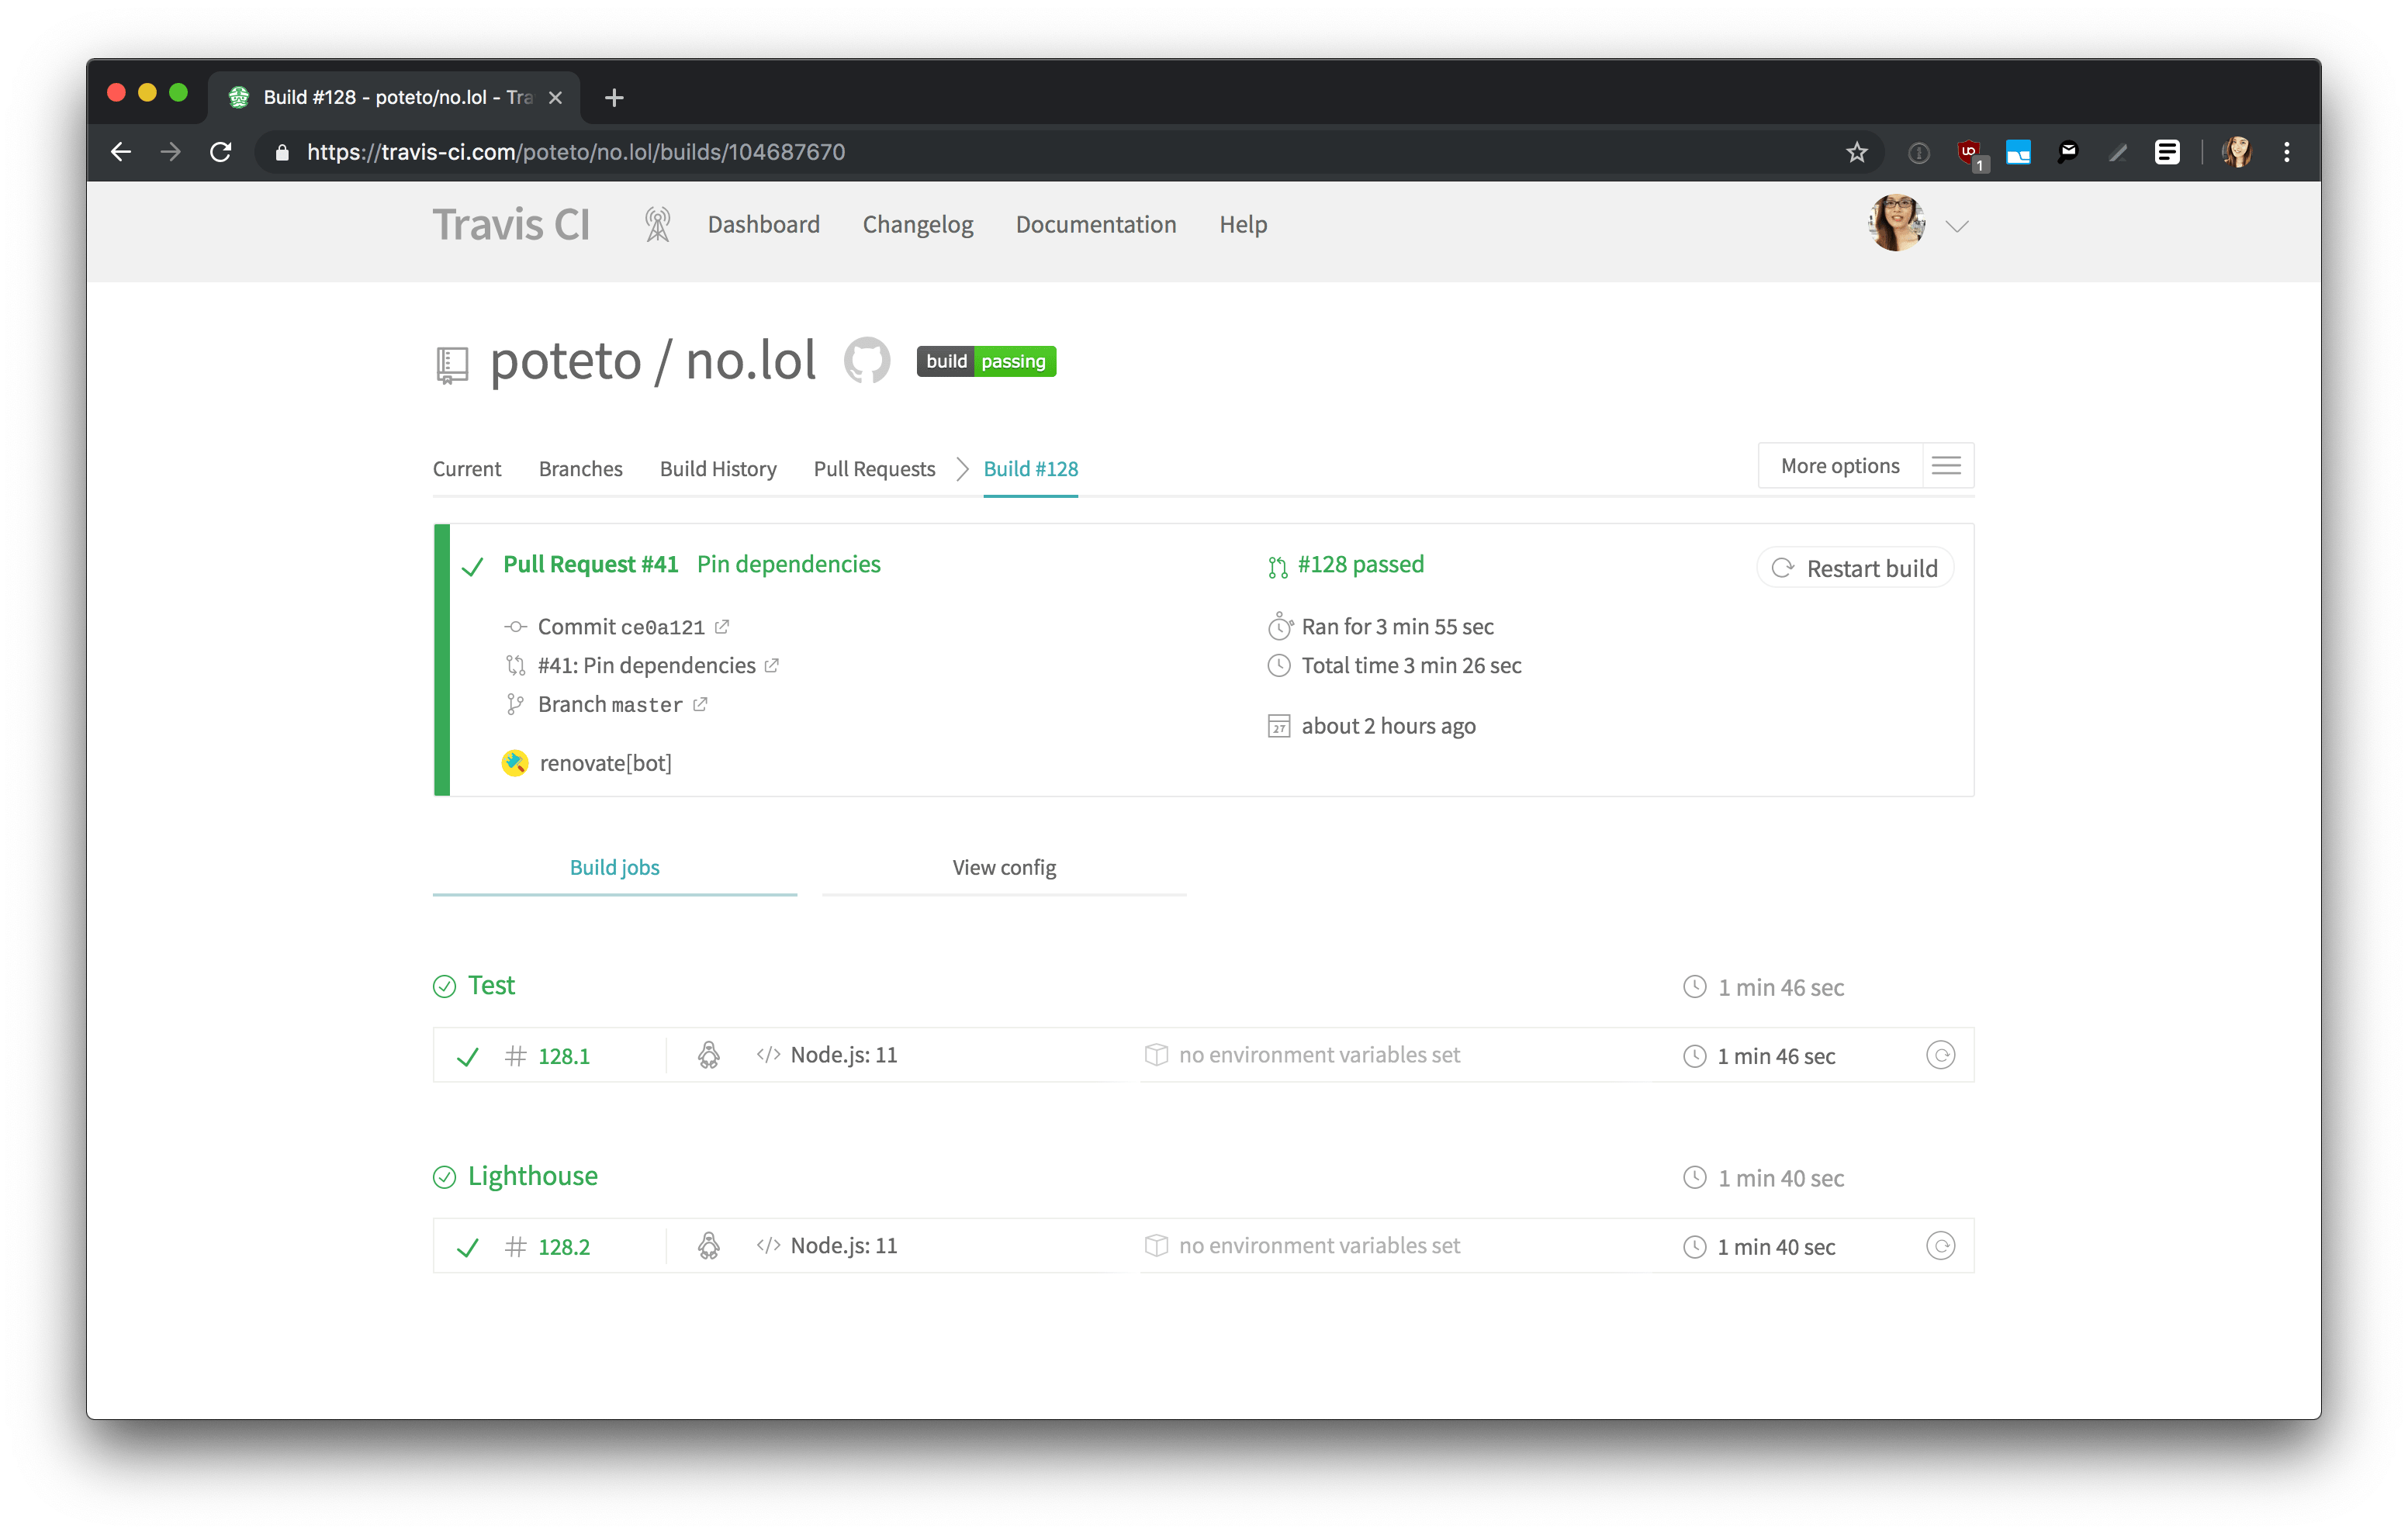 Build #128 - poteto/no.lol - Tra
https://travis-ci.com/poteto/no.lol/builds/104687670
1
Travis CI Dashboard Changelog Documentation Help
poteto / no.lol build passing
Current Branches Build History Pull Requests Build #128 More options
Pull Request #41 Pin dependencies #128 passed Restart build
Commit ce0a121 Ran for 3 min 55 sec
#41: Pin dependencies Total time 3 min 26 sec
Branch master
27 about 2 hours ago
renovate[bot]
Build jobs View config
Test 1 min 46 sec
# 128.1 </> Node.js: 11 no environment variables set 1 min 46 sec
Lighthouse 1 min 40 sec
# 128.2 </> Node.js: 11 no environment variables set 1 min 40 sec